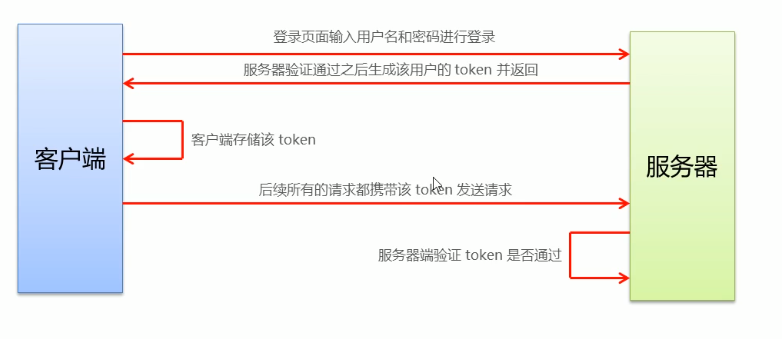 登录页面输入用户名和密码进行登录
服务器验证通过之后生成该用户的 token 并返回
客户端存储该 token
客户端
服务器
后续所有的请求都携带该 token 发送请求
服务器端验证 token 是否通过